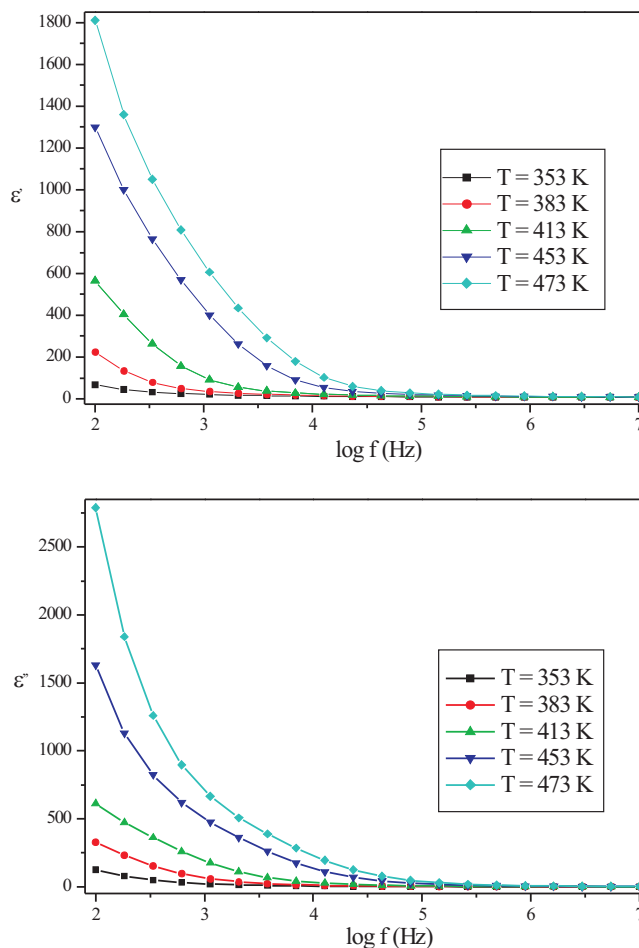 1800
1600
1400
1200
1000
800
600
400
200
0
ε'
T = 353 K
T = 383 K
T = 413 K
T = 453 K
T = 473 K
2 3 4 5 6 7
log f (Hz)
2500
2000
1500
1000
500
0
ε"
T = 353 K
T = 383 K
T = 413 K
T = 453 K
T = 473 K
2 3 4 5 6 7
log f (Hz)